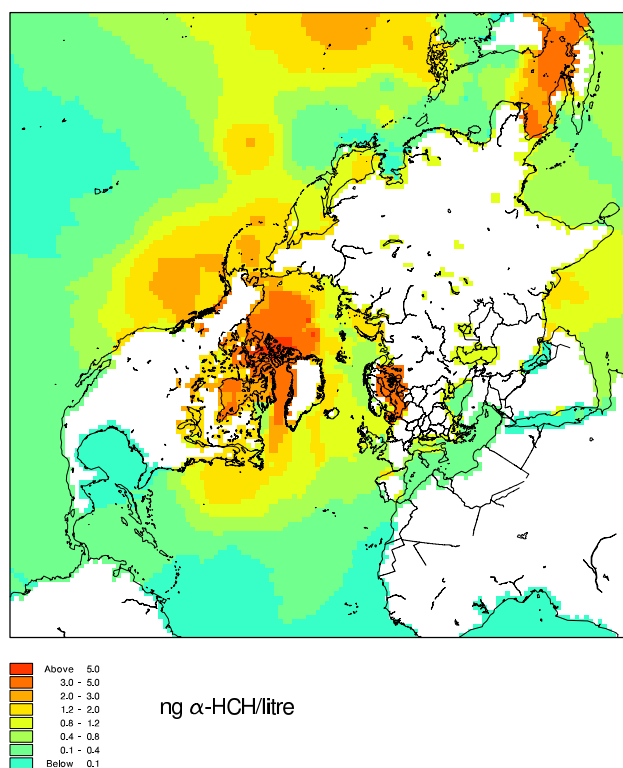 Above 5.0
3.0 - 5.0
2.0 - 3.0
1.2 - 2.0
0.8 - 1.2
0.4 - 0.8
0.1 - 0.4
Below 0.1
ng α-HCH/litre